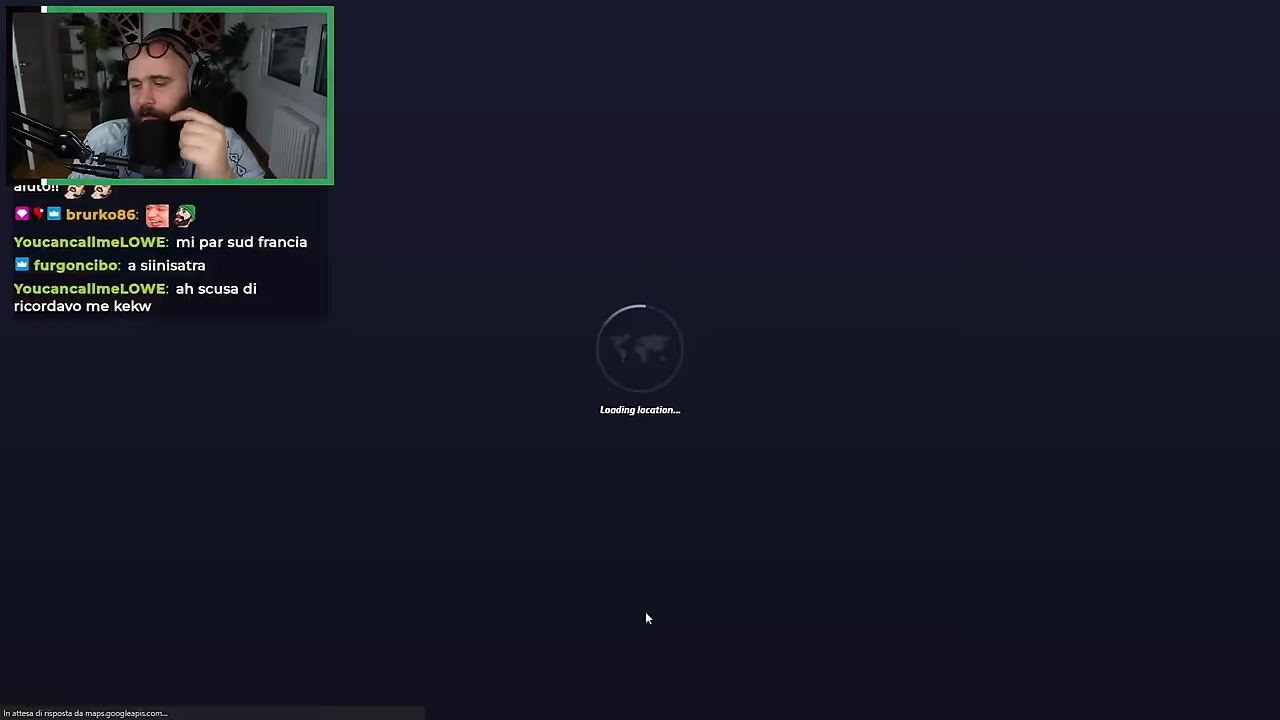 aiuto!!
brurko86:
YoucancallmeLOWE: mi par sud francia
furgoncibo: a siinisatra
YoucancallmeLOWE: ah scusa di
ricordavo me kekw
Loading location...
In attesa di risposta da maps.googleapis.com...